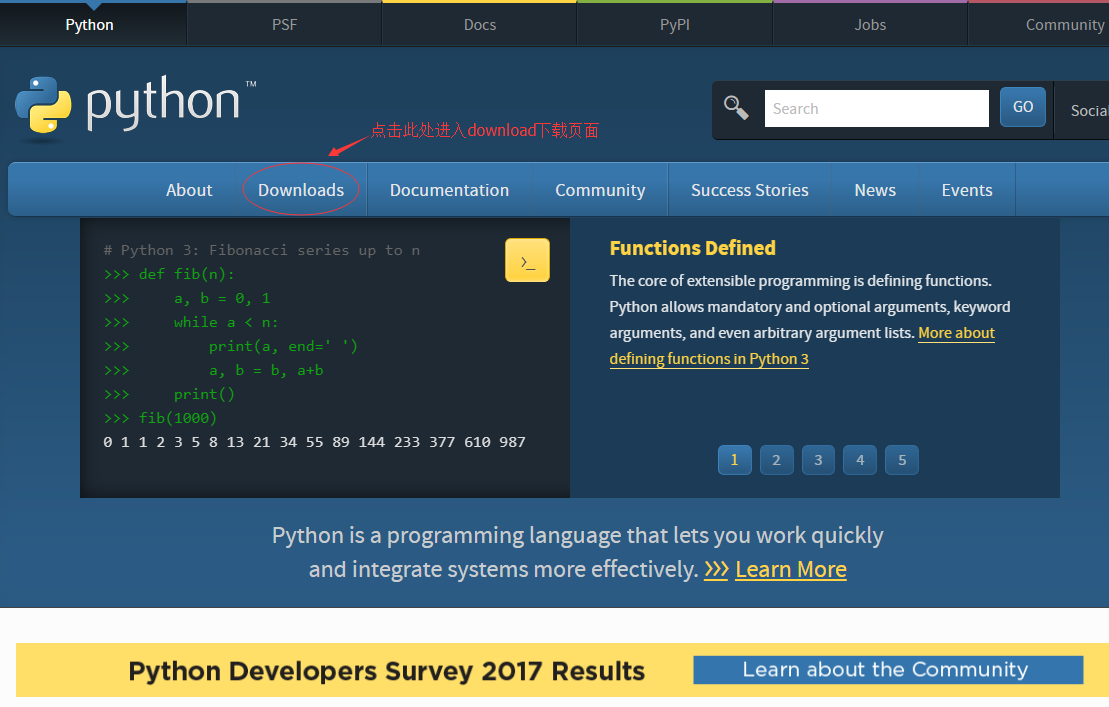 Python PSF Docs PyPI Jobs Community
python™
Search GO
点击此处进入download下载页面
About Downloads Documentation Community Success Stories News Events
# Python 3: Fibonacci series up to n
>>> def fib(n):
>>>     a, b = 0, 1
>>>     while a < n:
>>>         print(a, end=' ')
>>>         a, b = b, a+b
>>>     print()
>>> fib(1000)
0 1 1 2 3 5 8 13 21 34 55 89 144 233 377 610 987
>_
Functions Defined
The core of extensible programming is defining functions.
Python allows mandatory and optional arguments, keyword
arguments, and even arbitrary argument lists. More about
defining functions in Python 3
1 2 3 4 5
Python is a programming language that lets you work quickly
and integrate systems more effectively. >>> Learn More
Python Developers Survey 2017 Results Learn about the Community